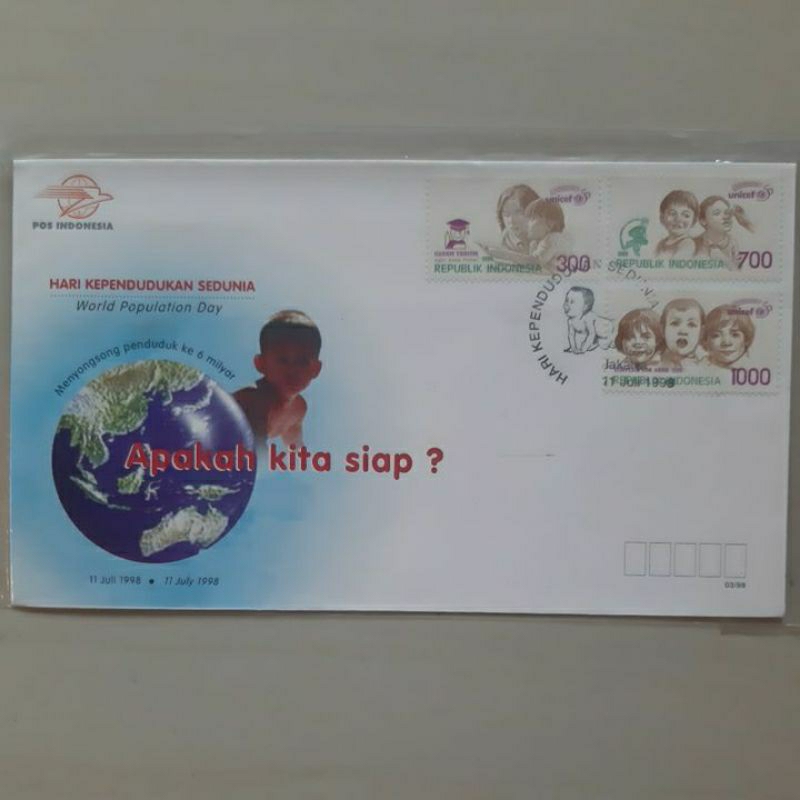 POS INDONESIA
HARI KEPENDUDUKAN SEDUNIA
World Population Day
Menyongsong penduduk ke 6 milyar
Apakah kita siap ?
11 Juli 1998 • 11 July 1998
unicef
300
REPUBLIK INDONESIA
unicef
700
REPUBLIK INDONESIA
unicef
1000
REPUBLIK INDONESIA
HARI KEPENDUDUKAN SEDUNIA
Jakarta
11 JULI 1998
03/98